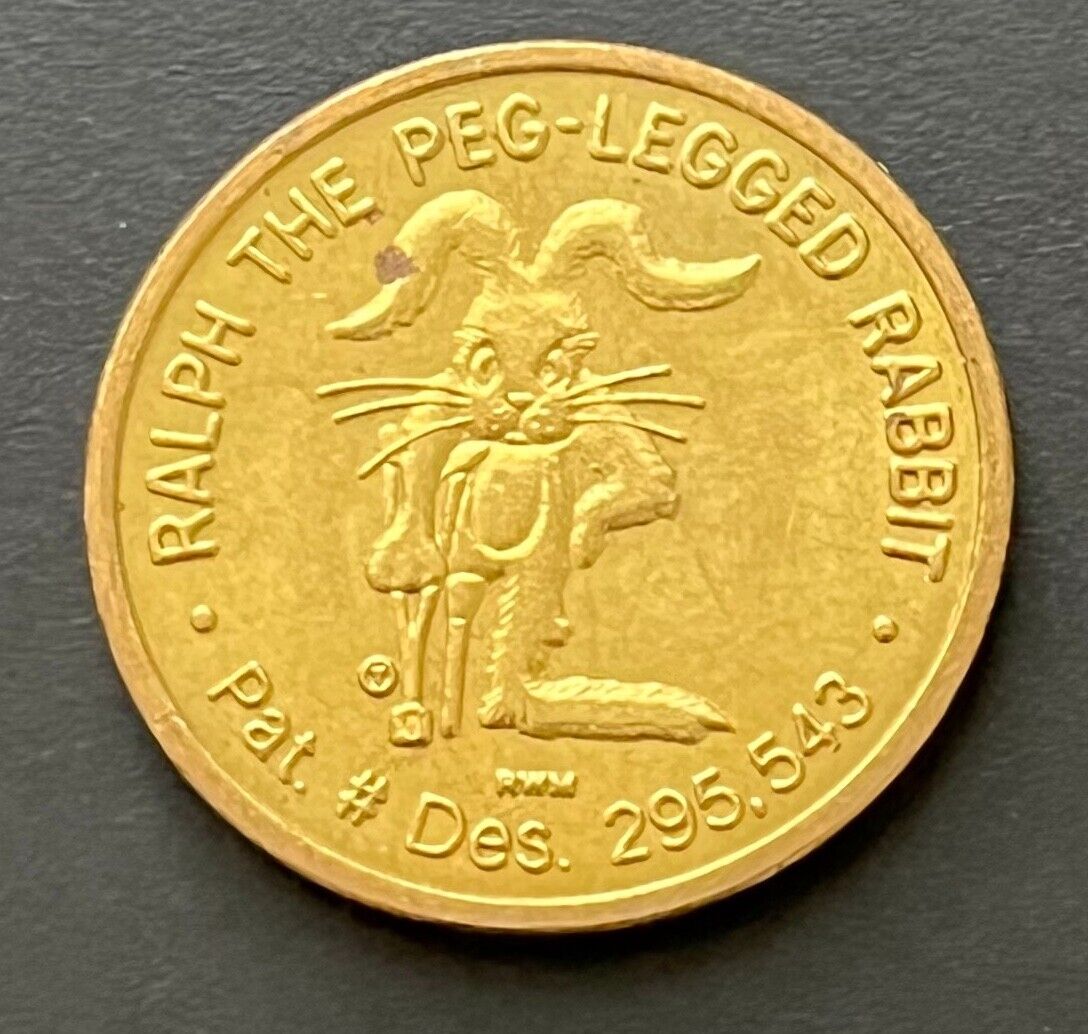 RALPH THE PEG-LEGGED RABBIT
RWM
Pat. # Des. 295,543